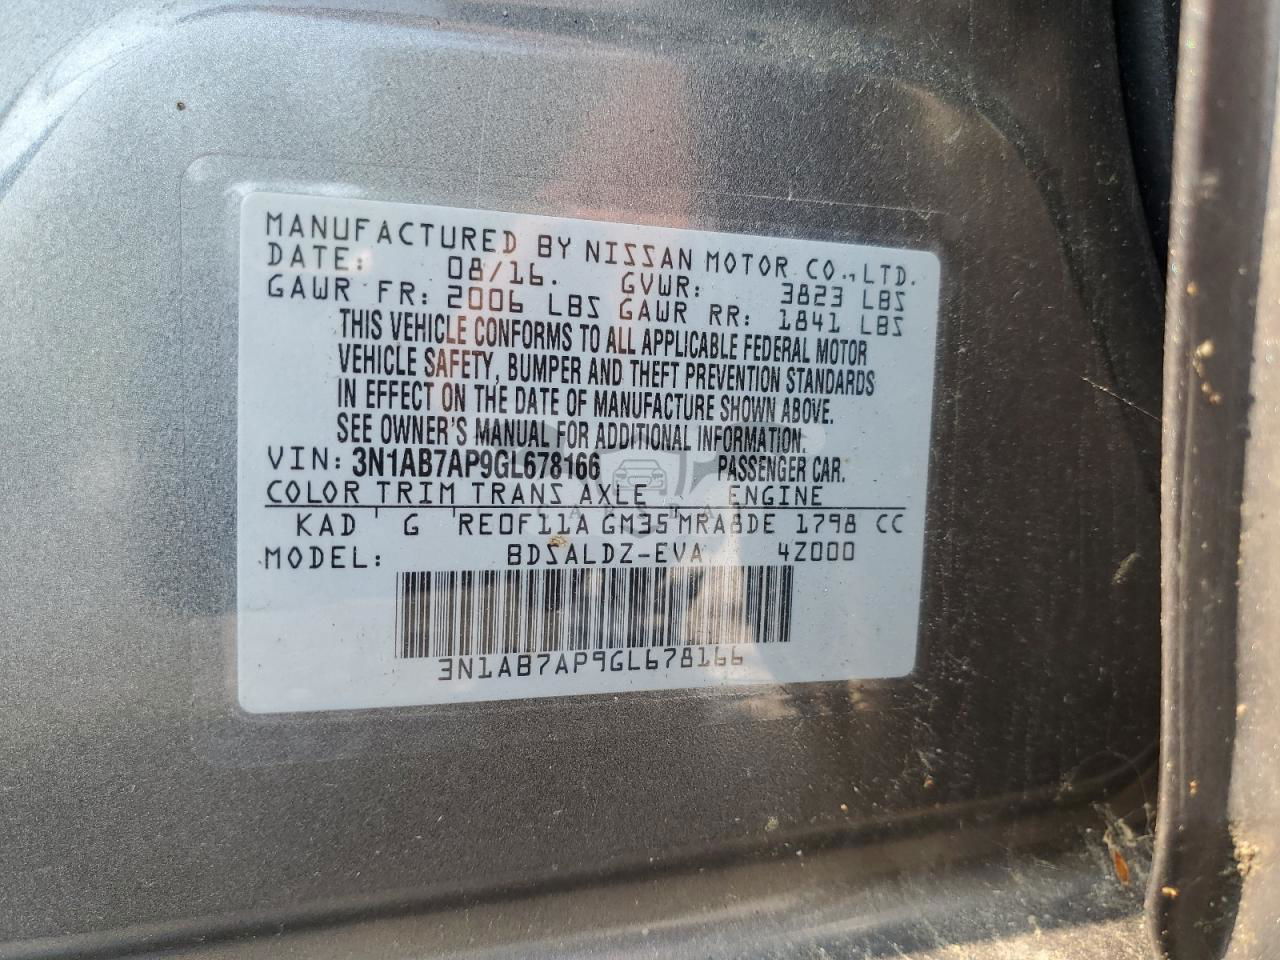 MANUFACTURED BY NISSAN MOTOR CO.,LTD.
DATE: 08/16. GVWR: 3823 LBS
GAWR FR: 2006 LBS GAWR RR: 1841 LBS
THIS VEHICLE CONFORMS TO ALL APPLICABLE FEDERAL MOTOR
VEHICLE SAFETY, BUMPER AND THEFT PREVENTION STANDARDS
IN EFFECT ON THE DATE OF MANUFACTURE SHOWN ABOVE.
SEE OWNER'S MANUAL FOR ADDITIONAL INFORMATION.
VIN: 3N1AB7AP9GL678166 PASSENGER CAR.
COLOR TRIM TRANS AXLE ENGINE
KAD G RE0F11A GM35 MRA8DE 1798 CC
MODEL: BDSALDZ-EVA 4Z000
3N1AB7AP9GL678166